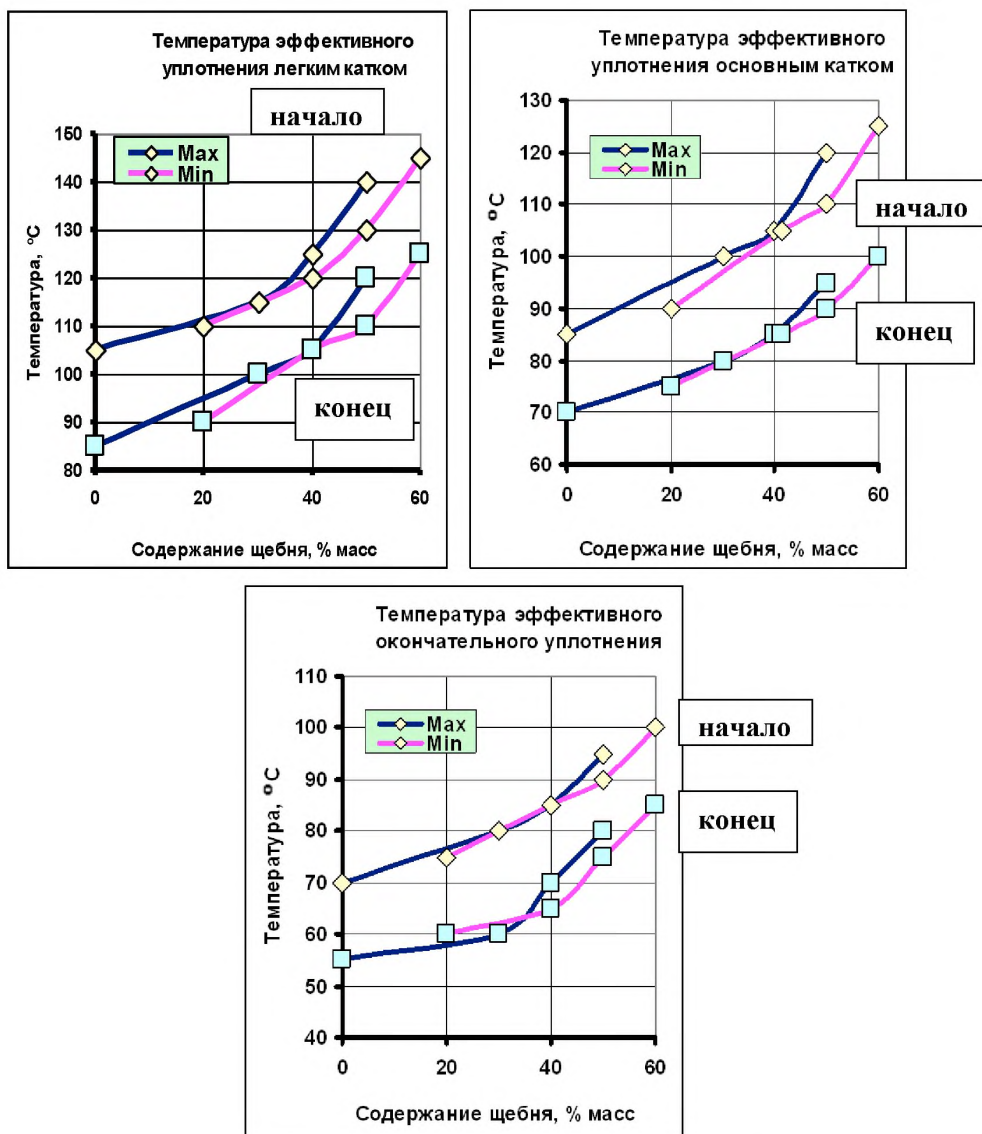 Температура эффективного
уплотнения легким катком
начало
Max
Min
150
140
130
120
110
100
90
80
Температура, °С
конец
0
20
40
60
Содержание щебня, % масс
Температура эффективного
уплотнения основным катком
130
120
110
100
90
80
70
60
Max
Min
Температура, °С
начало
конец
0
20
40
60
Содержание щебня, % масс
Температура эффективного
окончательного уплотнения
110
100
90
80
70
60
50
40
Max
Min
Температура, °С
начало
конец
0
20
40
60
Содержание щебня, % масс